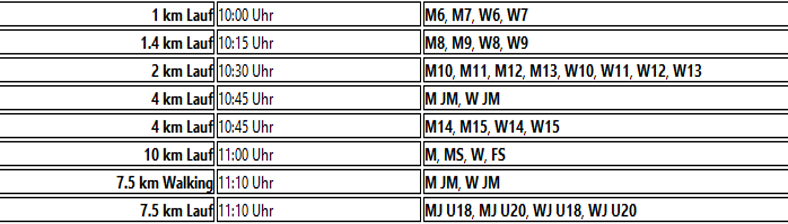 1 km Lauf 10:00 Uhr M6, M7, W6, W7
1.4 km Lauf 10:15 Uhr M8, M9, W8, W9
2 km Lauf 10:30 Uhr M10, M11, M12, M13, W10, W11, W12, W13
4 km Lauf 10:45 Uhr M JM, W JM
4 km Lauf 10:45 Uhr M14, M15, W14, W15
10 km Lauf 11:00 Uhr M, MS, W, FS
7.5 km Walking 11:10 Uhr M JM, W JM
7.5 km Lauf 11:10 Uhr MJ U18, MJ U20, WJ U18, WJ U20